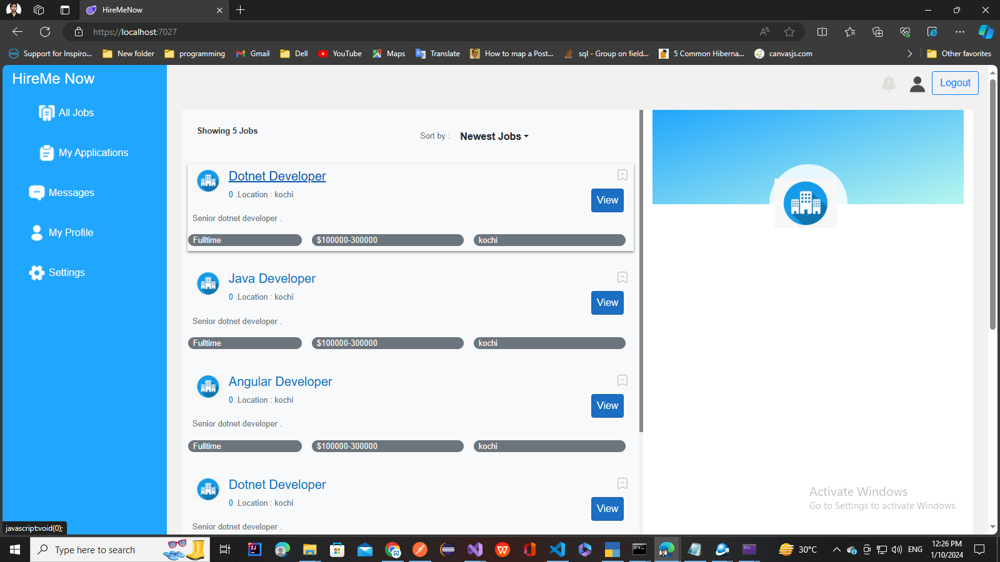 HireMeNow
https://localhost:7027
Support for Inspiro...
New folder
programming
Gmail
Dell
YouTube
Maps
Translate
How to map a Post...
sql - Group on field...
5 Common Hiberna...
canvasjs.com
Other favorites
HireMe Now
All Jobs
My Applications
Messages
My Profile
Settings
Logout
Showing 5 Jobs
Sort by :
Newest Jobs
Dotnet Developer
0 .Location : kochi
View
Senior dotnet developer .
Fulltime
$100000-300000
kochi
Java Developer
0 .Location : kochi
View
Senior dotnet developer .
Fulltime
$100000-300000
kochi
Angular Developer
0 .Location : kochi
View
Senior dotnet developer .
Fulltime
$100000-300000
kochi
Dotnet Developer
0 .Location : kochi
View
Senior dotnet developer .
Activate Windows
Go to Settings to activate Windows.
javascript:void(0);
Type here to search
30°C
ENG
12:26 PM
1/10/2024